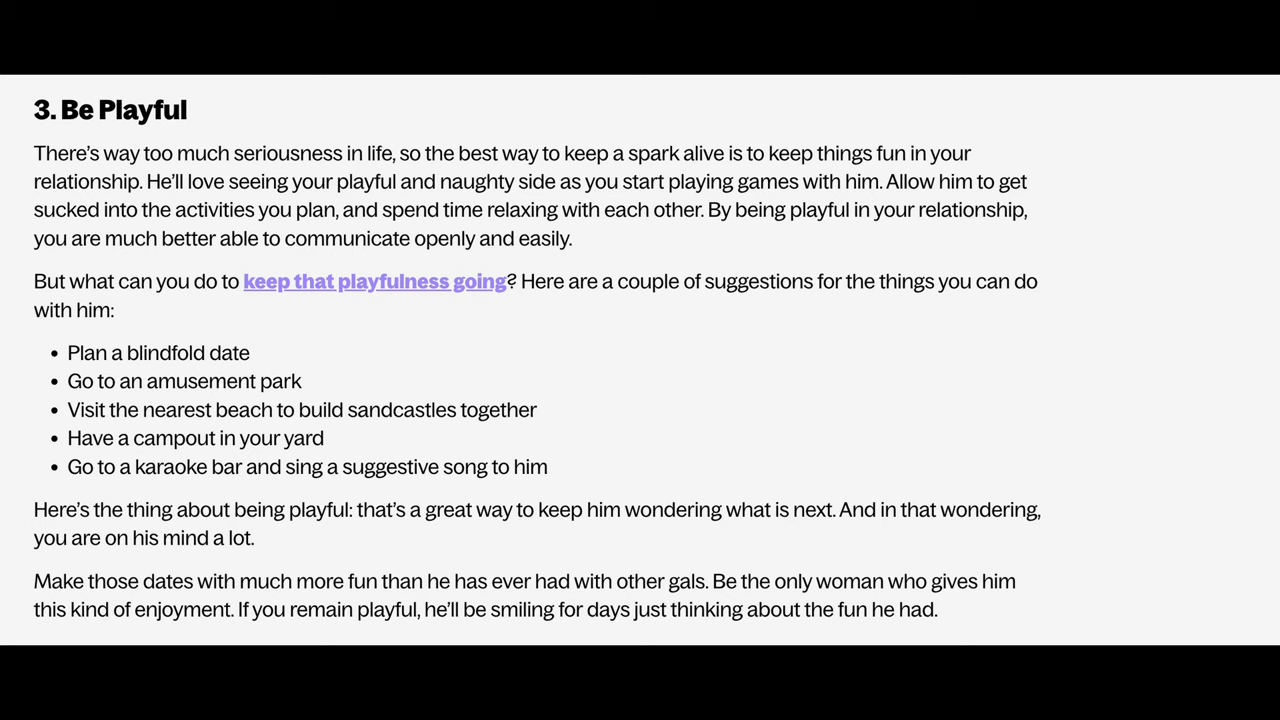 3. Be Playful
There's way too much seriousness in life, so the best way to keep a spark alive is to keep things fun in your
relationship. He'll love seeing your playful and naughty side as you start playing games with him. Allow him to get
sucked into the activities you plan, and spend time relaxing with each other. By being playful in your relationship,
you are much better able to communicate openly and easily.
But what can you do to keep that playfulness going? Here are a couple of suggestions for the things you can do
with him:
• Plan a blindfold date
• Go to an amusement park
• Visit the nearest beach to build sandcastles together
• Have a campout in your yard
• Go to a karaoke bar and sing a suggestive song to him
Here's the thing about being playful: that's a great way to keep him wondering what is next. And in that wondering,
you are on his mind a lot.
Make those dates with much more fun than he has ever had with other gals. Be the only woman who gives him
this kind of enjoyment. If you remain playful, he'll be smiling for days just thinking about the fun he had.